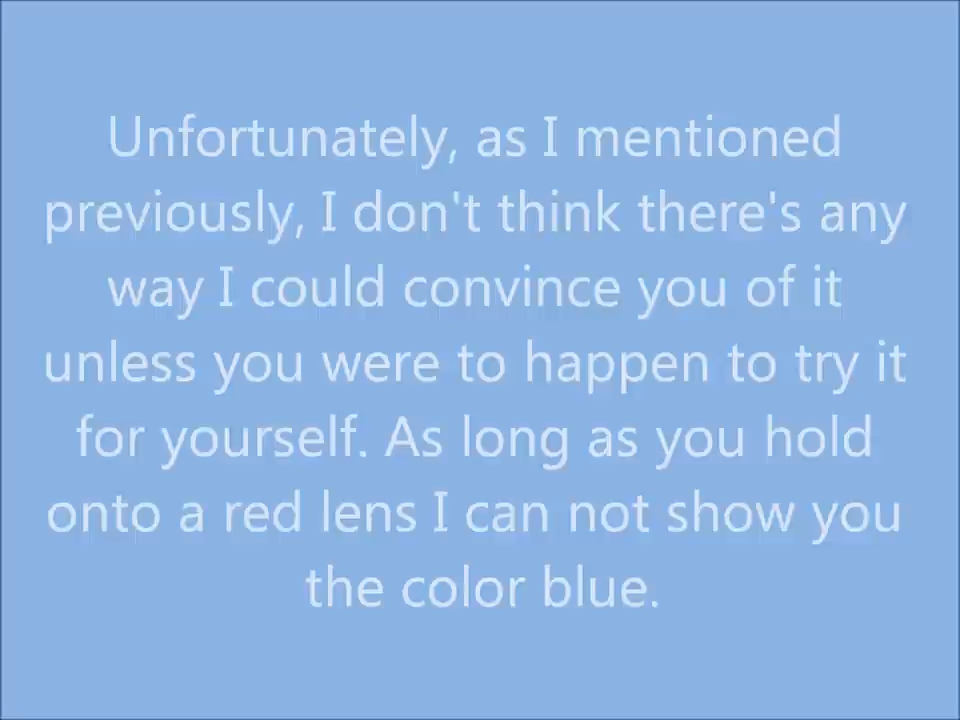 Unfortunately, as I mentioned
previously, I don't think there's any
way I could convince you of it
unless you were to happen to try it
for yourself. As long as you hold
onto a red lens I can not show you
the color blue.